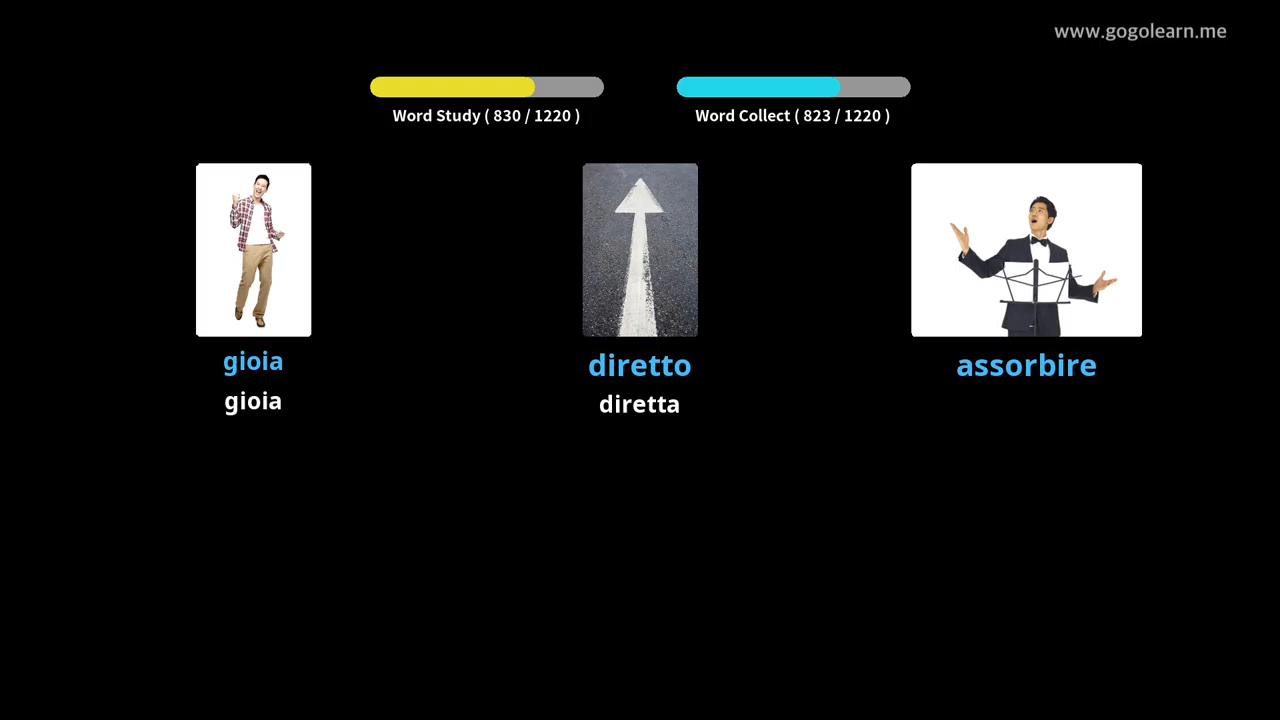 www.gogolearn.me
Word Study ( 830 / 1220 )
Word Collect ( 823 / 1220 )
gioia
gioia
diretto
diretta
assorbire